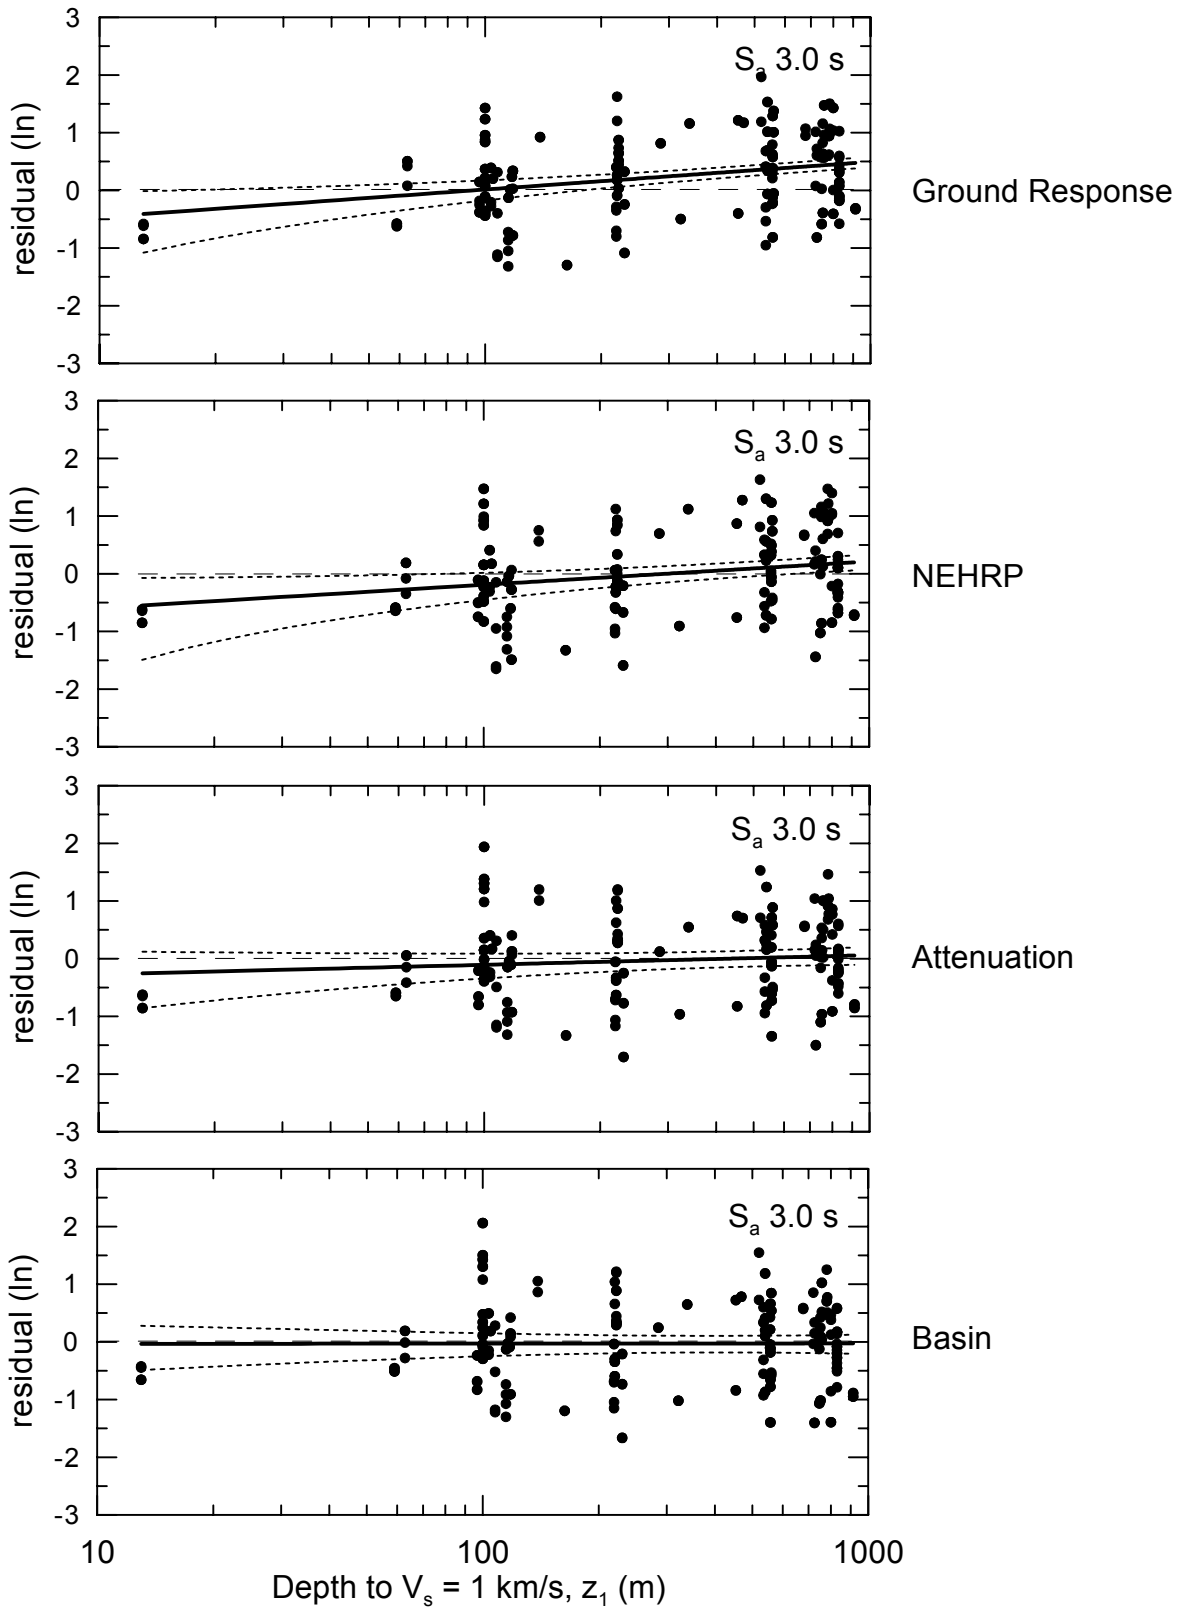 3
2
1
0
-1
-2
-3
residual (ln)
Sa 3.0 s
Ground Response
3
2
1
0
-1
-2
-3
residual (ln)
Sa 3.0 s
NEHRP
3
2
1
0
-1
-2
-3
residual (ln)
Sa 3.0 s
Attenuation
3
2
1
0
-1
-2
-3
residual (ln)
Sa 3.0 s
Basin
10 100 1000
Depth to Vs = 1 km/s, z1 (m)